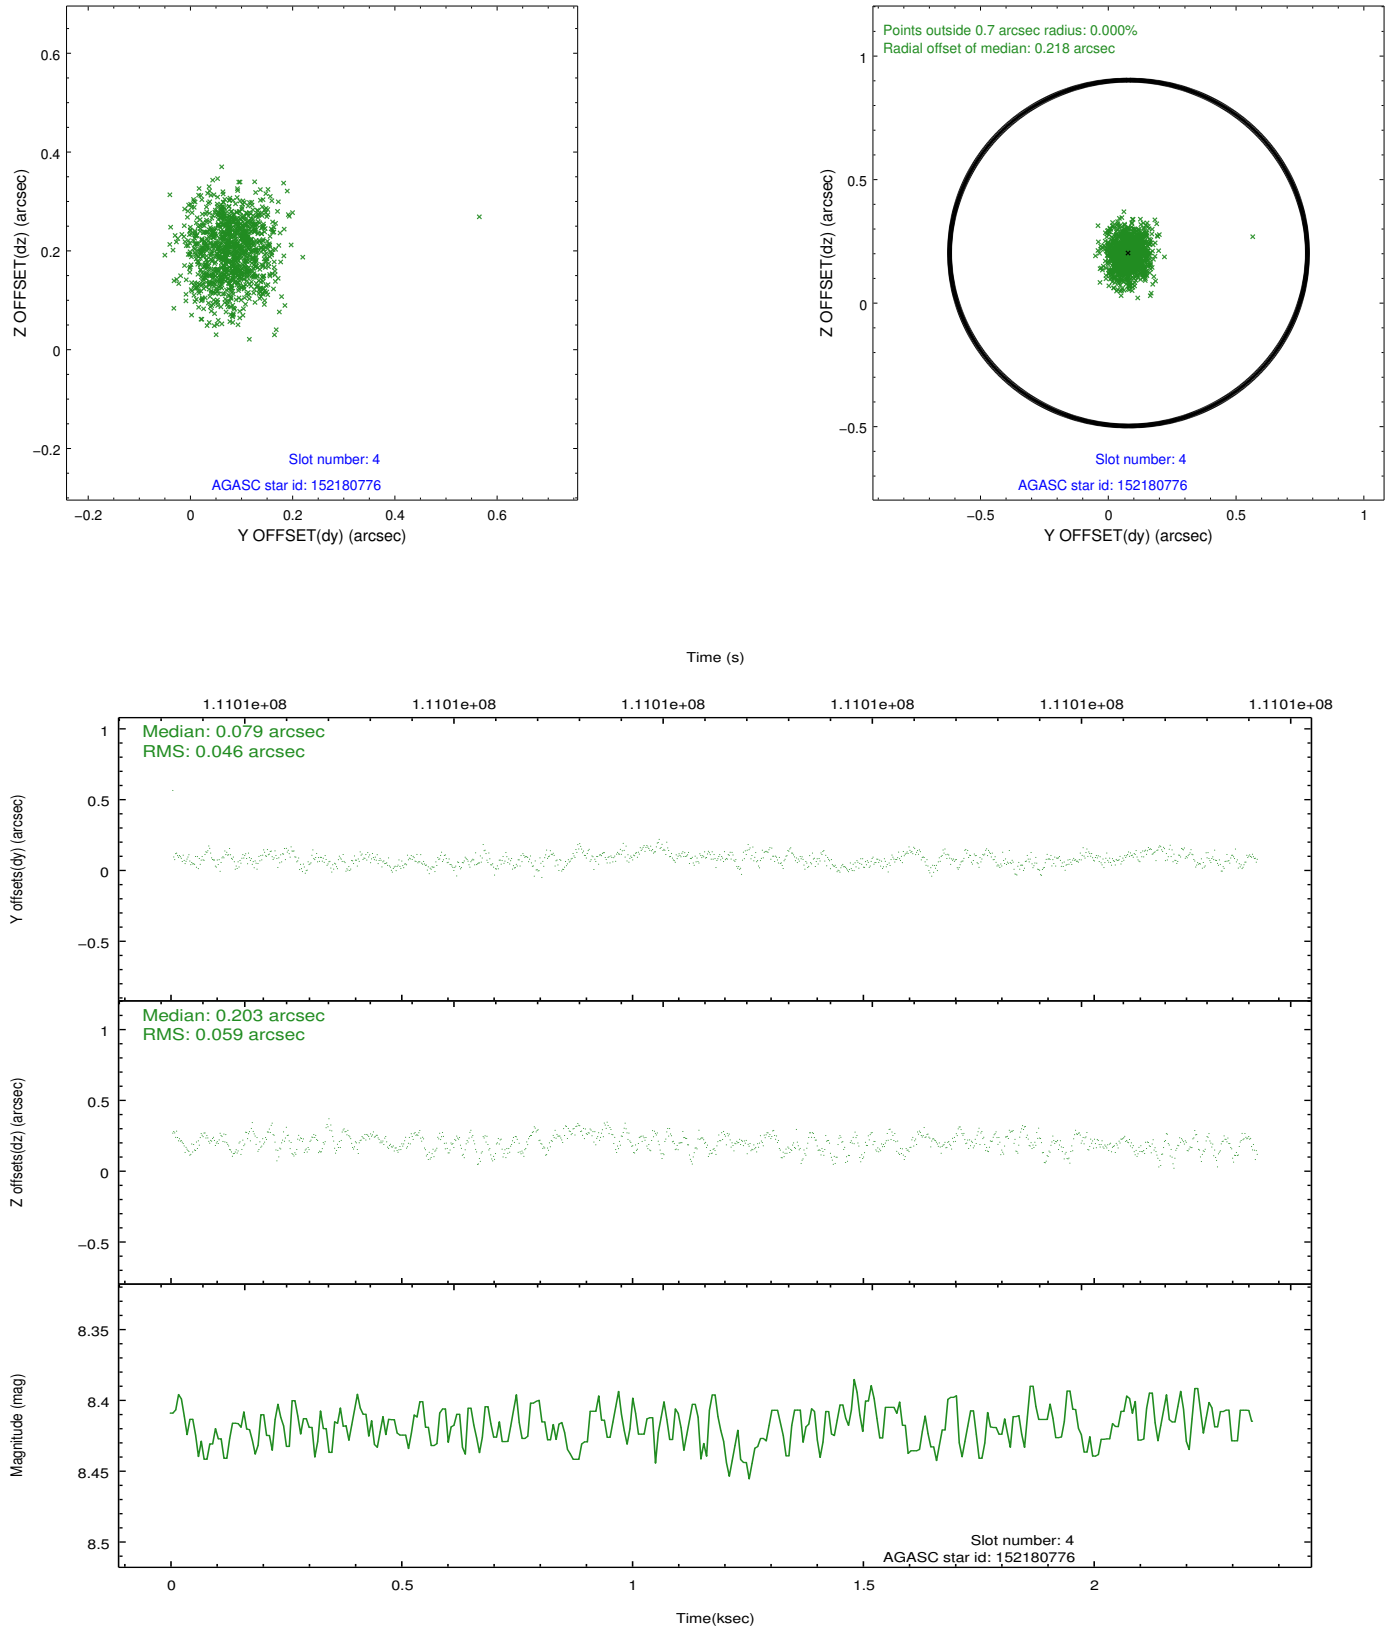 0.6
0.4
0.2
0
−0.2
Z OFFSET(dz) (arcsec)
Slot number: 4
AGASC star id: 152180776
−0.2 0 0.2 0.4 0.6
Y OFFSET(dy) (arcsec)
Points outside 0.7 arcsec radius: 0.000%
Radial offset of median: 0.218 arcsec
1
0.5
0
−0.5
Z OFFSET(dz) (arcsec)
Slot number: 4
AGASC star id: 152180776
−0.5 0 0.5 1
Y OFFSET(dy) (arcsec)
Time (s)
1.1101e+08 1.1101e+08 1.1101e+08 1.1101e+08 1.1101e+08 1.1101e+08
Median: 0.079 arcsec
RMS: 0.046 arcsec
1
0.5
0
−0.5
Y offsets(dy) (arcsec)
Median: 0.203 arcsec
RMS: 0.059 arcsec
1
0.5
0
−0.5
Z offsets(dz) (arcsec)
8.35
8.4
8.45
8.5
Magnitude (mag)
Slot number: 4
AGASC star id: 152180776
0 0.5 1 1.5 2
Time(ksec)